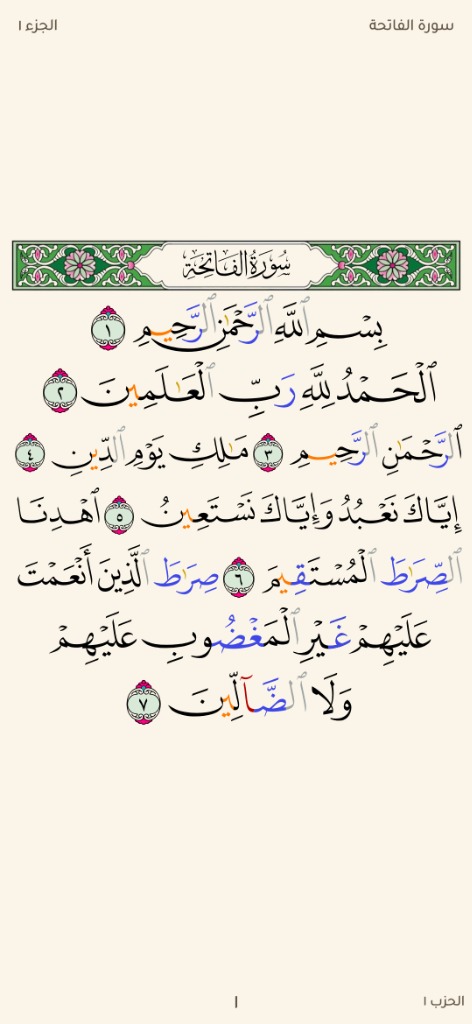 سورة الفاتحة
الجزء ١
سُورَةُ الفَاتِحَةِ
بِسْمِ ٱللَّهِ ٱلرَّحْمَٰنِ ٱلرَّحِيمِ ١
ٱلْحَمْدُ لِلَّهِ رَبِّ ٱلْعَٰلَمِينَ ٢
ٱلرَّحْمَٰنِ ٱلرَّحِيمِ ٣ مَٰلِكِ يَوْمِ ٱلدِّينِ ٤
إِيَّاكَ نَعْبُدُ وَإِيَّاكَ نَسْتَعِينُ ٥ ٱهْدِنَا
ٱلصِّرَٰطَ ٱلْمُسْتَقِيمَ ٦ صِرَٰطَ ٱلَّذِينَ أَنْعَمْتَ
عَلَيْهِمْ غَيْرِ ٱلْمَغْضُوبِ عَلَيْهِمْ
وَلَا ٱلضَّآلِّينَ ٧
الحزب ١
١